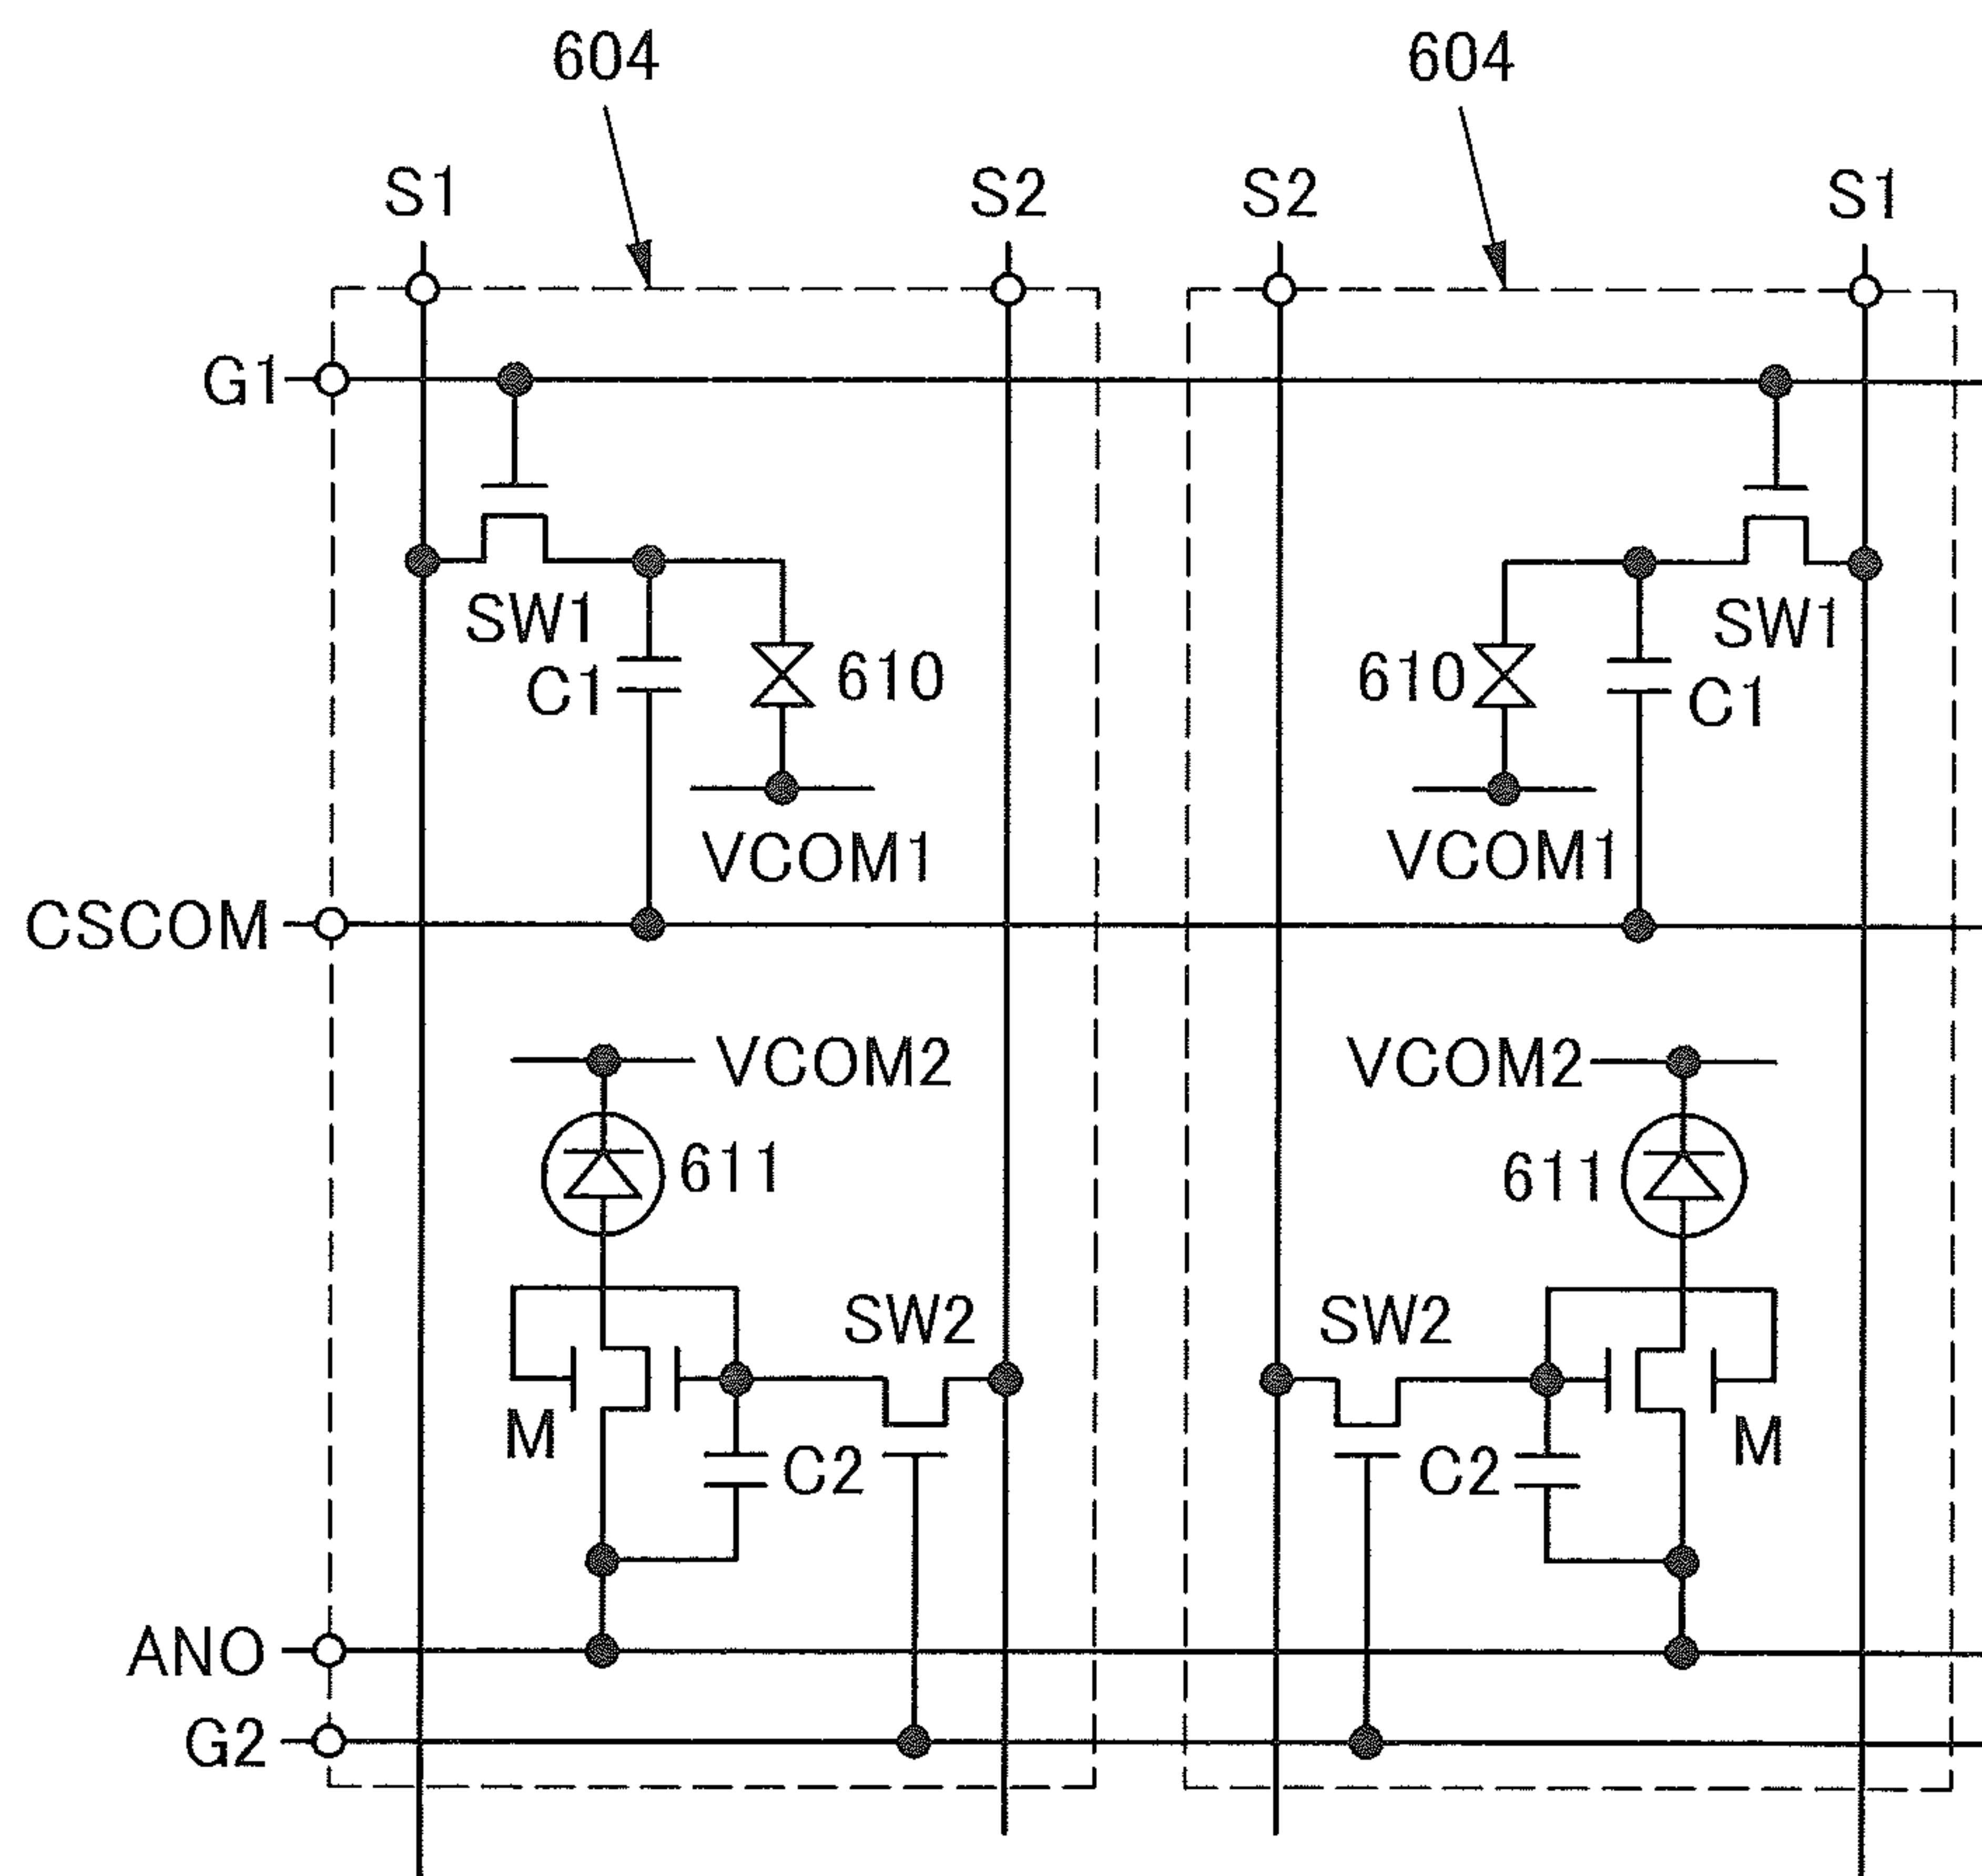 604 604
S1 S2 S2 S1
G1
SW1 SW1
C1 610 610 C1
VCOM1 VCOM1
CSCOM
VCOM2 VCOM2
611 611
SW2 SW2
M C2 C2 M
ANO
G2